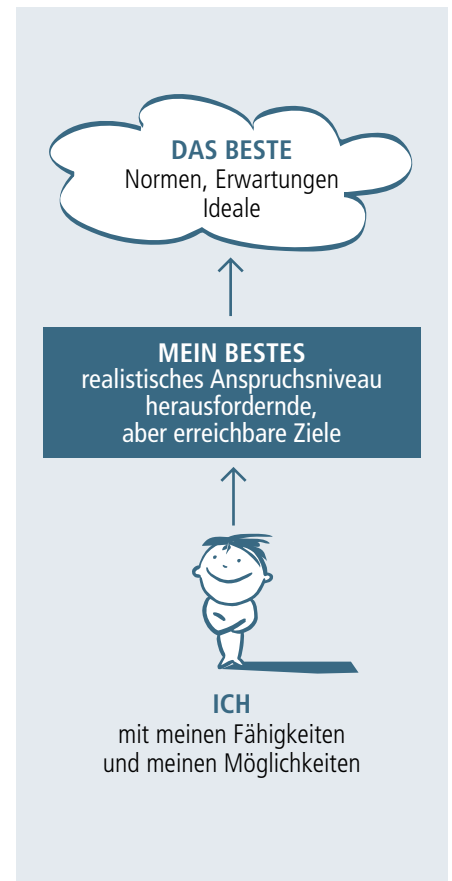 DAS BESTE
Normen, Erwartungen
Ideale
MEIN BESTES
realistisches Anspruchsniveau
herausfordernde,
aber erreichbare Ziele
ICH
mit meinen Fähigkeiten
und meinen Möglichkeiten